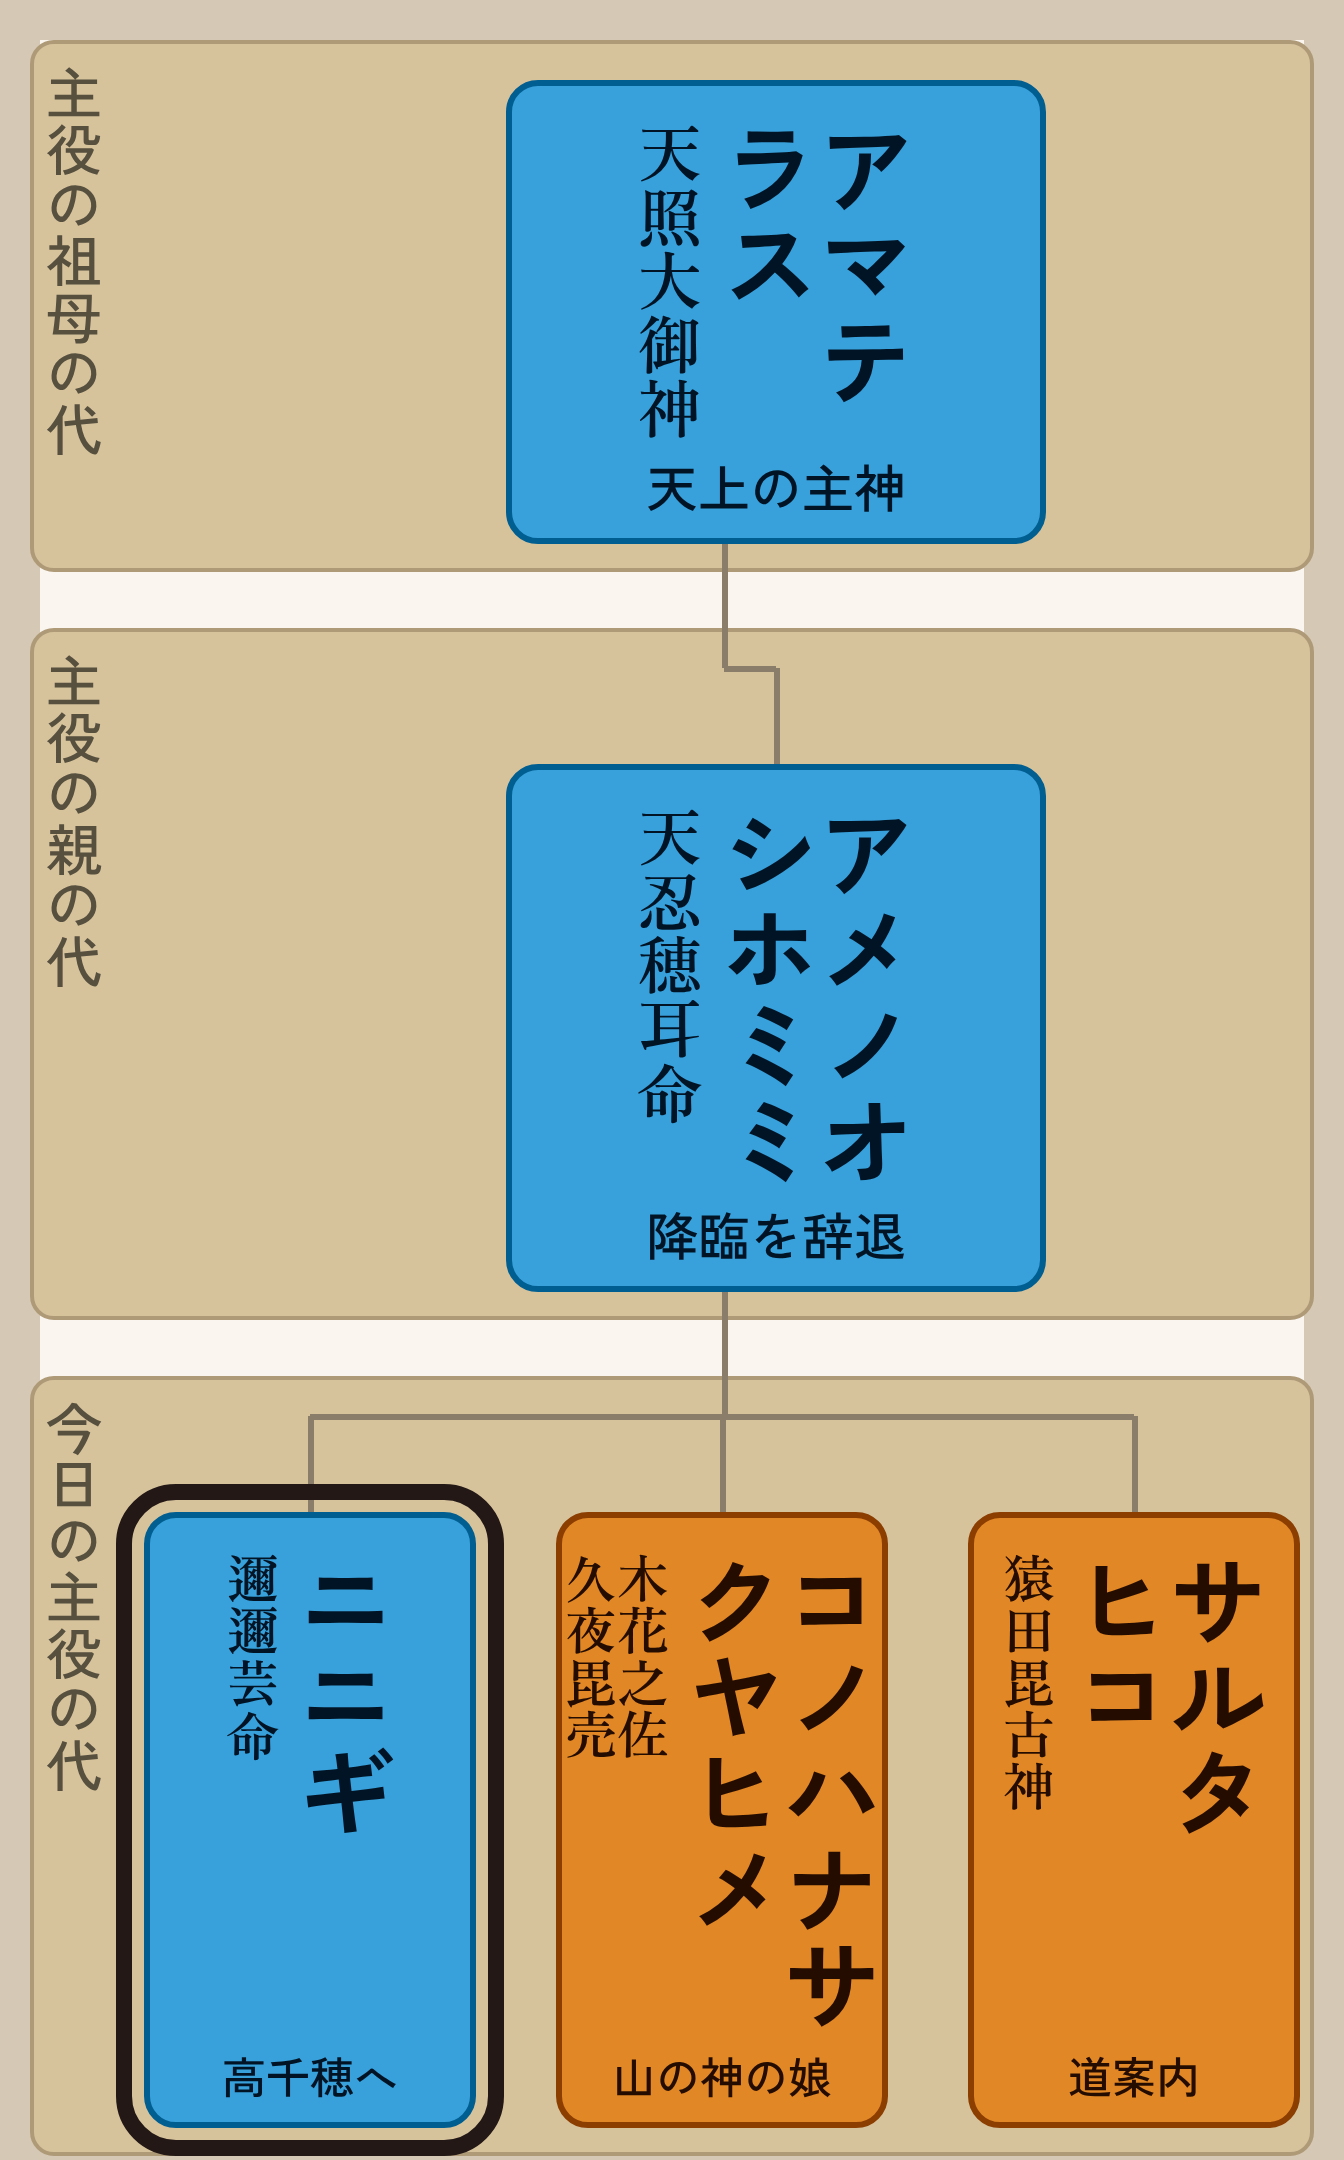 主役の祖母の代
アマテ
ラス
天照大御神
天上の主神
主役の親の代
アメノオ
シホミミ
天忍穂耳命
降臨を辞退
今日の主役の代
ニニギ
邇邇芸命
高千穂へ
コノハナサ
クヤヒメ
木花之佐
久夜毘売
山の神の娘
サルタ
ヒコ
猿田毘古神
道案内